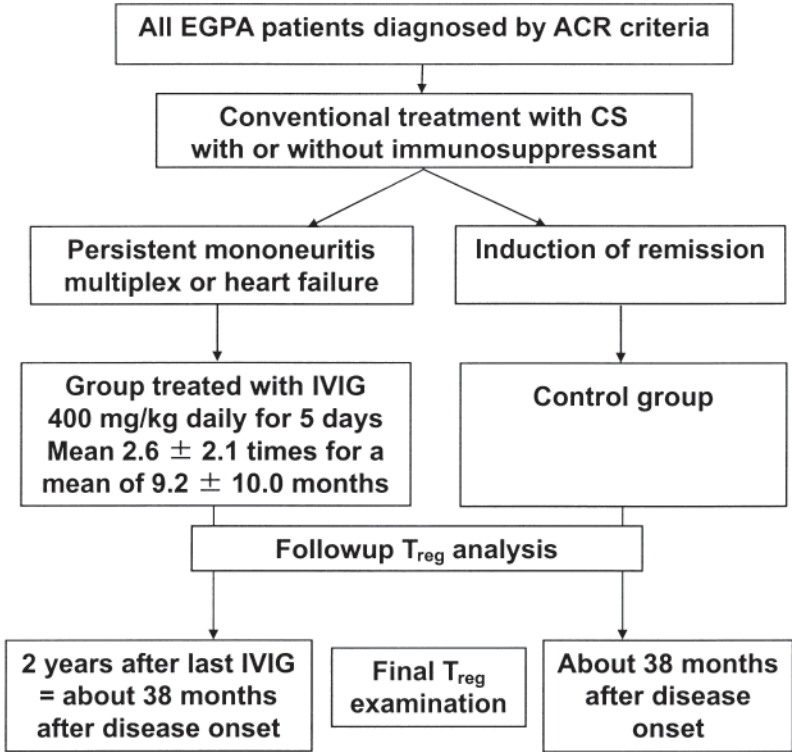 All EGPA patients diagnosed by ACR criteria
Conventional treatment with CS
with or without immunosuppressant
Persistent mononeuritis
multiplex or heart failure
Induction of remission
Group treated with IVIG
400 mg/kg daily for 5 days
Mean 2.6 ± 2.1 times for a
mean of 9.2 ± 10.0 months
Control group
Followup Treg analysis
2 years after last IVIG
= about 38 months
after disease onset
Final Treg
examination
About 38 months
after disease
onset